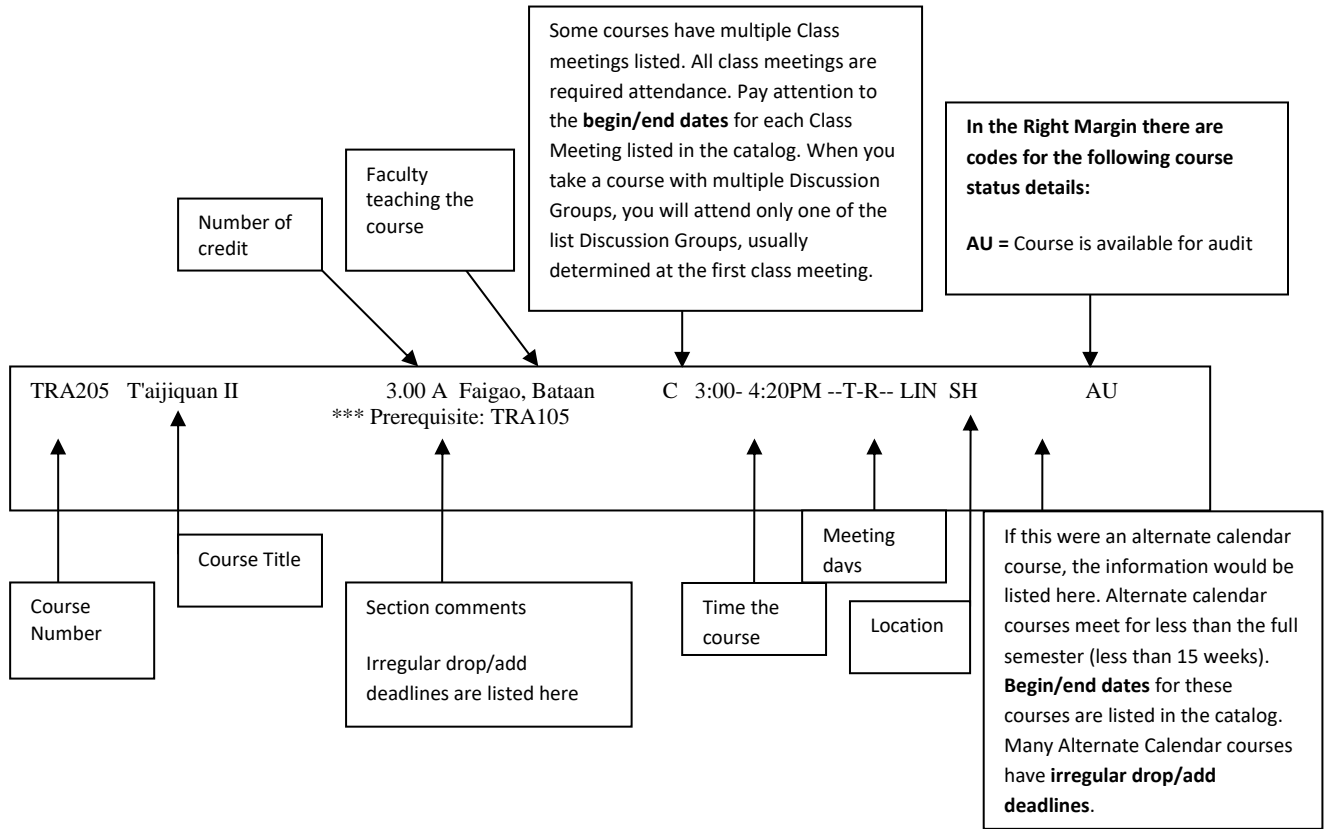 Some courses have multiple Class
meetings listed. All class meetings are
required attendance. Pay attention to
the begin/end dates for each Class
Meeting listed in the catalog. When you
take a course with multiple Discussion
Groups, you will attend only one of the
list Discussion Groups, usually
determined at the first class meeting.
In the Right Margin there are
codes for the following course
status details:
AU = Course is available for audit
Faculty
teaching the
course
Number of
credit
TRA205 T'aijiquan II 3.00 A Faigao, Bataan C 3:00- 4:20PM --T-R-- LIN SH AU
*** Prerequisite: TRA105
Course
Number
Course Title
Section comments
Irregular drop/add
deadlines are listed here
Time the
course
Meeting
days
Location
If this were an alternate calendar
course, the information would be
listed here. Alternate calendar
courses meet for less than the full
semester (less than 15 weeks).
Begin/end dates for these
courses are listed in the catalog.
Many Alternate Calendar courses
have irregular drop/add
deadlines.